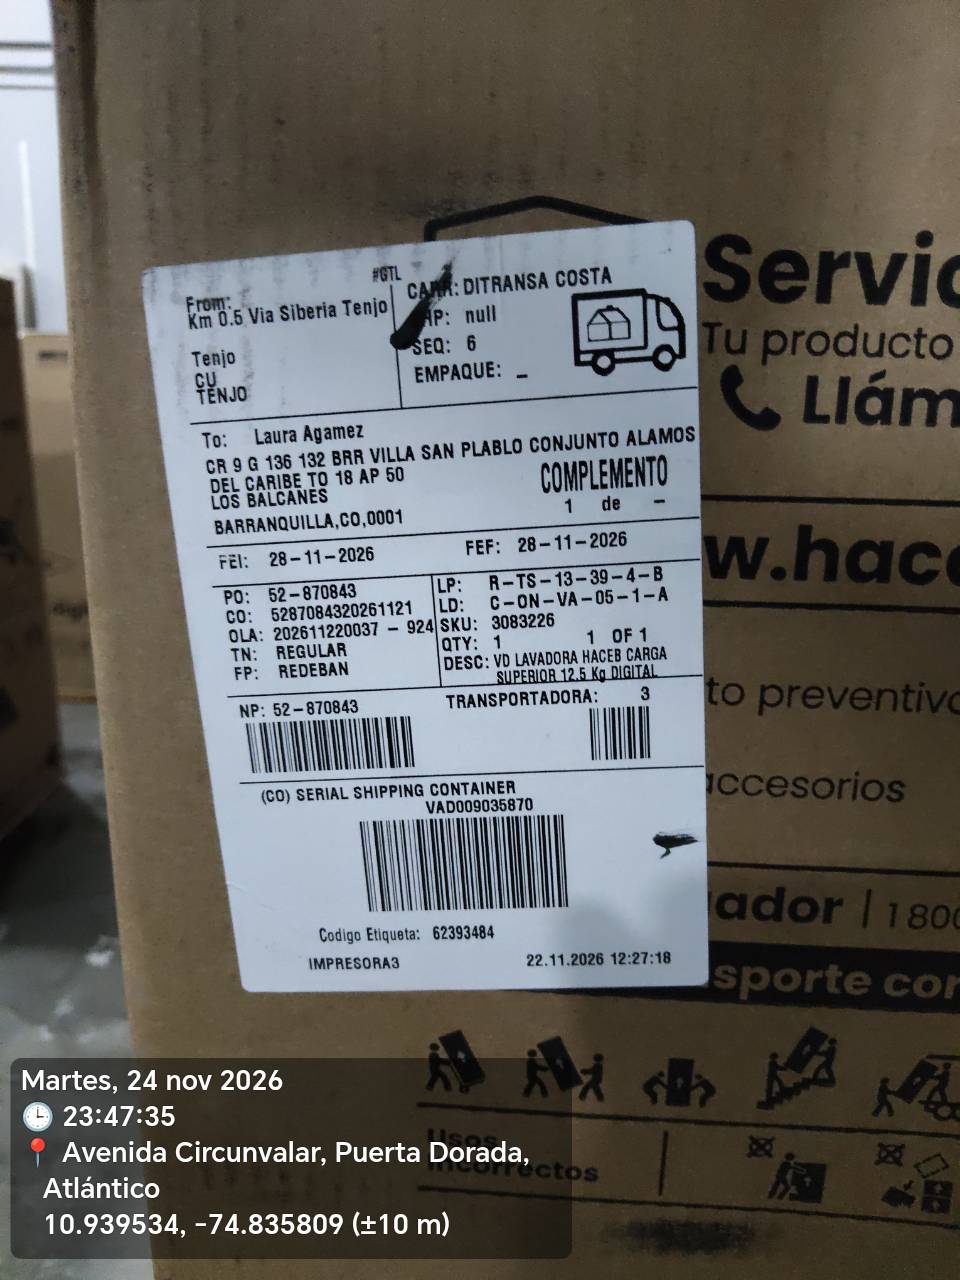 #GTL
From:
Km 0.5 Via Siberia Tenjo
Tenjo
CU
TENJO
CARR: DITRANSA COSTA
null
SEQ: 6
EMPAQUE: _
To: Laura Agamez
CR 9 G 136 132 BRR VILLA SAN PLABLO CONJUNTO ALAMOS
DEL CARIBE TO 18 AP 50
LOS BALCANES
BARRANQUILLA,CO,0001
COMPLEMENTO
1 de -
FEI: 28-11-2026
FEF: 28-11-2026
PO: 52-870843
CO: 5287084320261121
OLA: 202611220037 - 924
TN: REGULAR
FP: REDEBAN
LP: R-TS-13-39-4-B
LD: C-ON-VA-05-1-A
SKU: 3083226
QTY: 1 1 OF 1
DESC: VD LAVADORA HACEB CARGA
SUPERIOR 12.5 Kg DIGITAL
NP: 52-870843
TRANSPORTADORA: 3
(CO) SERIAL SHIPPING CONTAINER
VAD009035870
Codigo Etiqueta: 62393484
IMPRESORA3
22.11.2026 12:27:18
Servic
Tu producto
Llám
w.hace
to preventivo
accesorios
ador | 1800
sporte cor
Usos
incorrectos
Martes, 24 nov 2026
23:47:35
Avenida Circunvalar, Puerta Dorada,
Atlántico
10.939534, -74.835809 (±10 m)